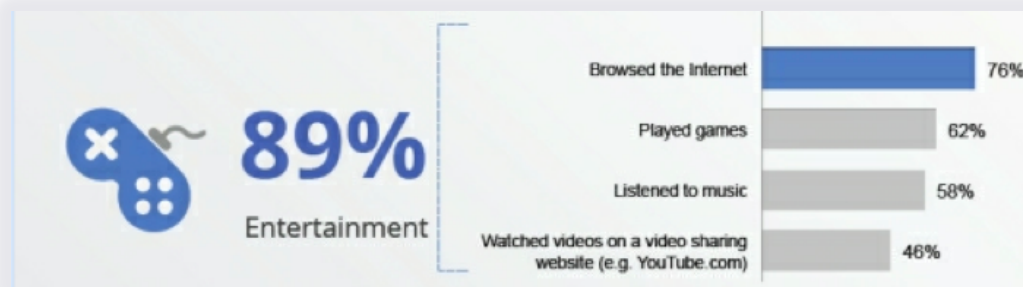 89%
Entertainment
Browsed the Internet
76%
Played games
62%
Listened to music
58%
Watched videos on a video sharing
website (e.g. YouTube.com)
46%